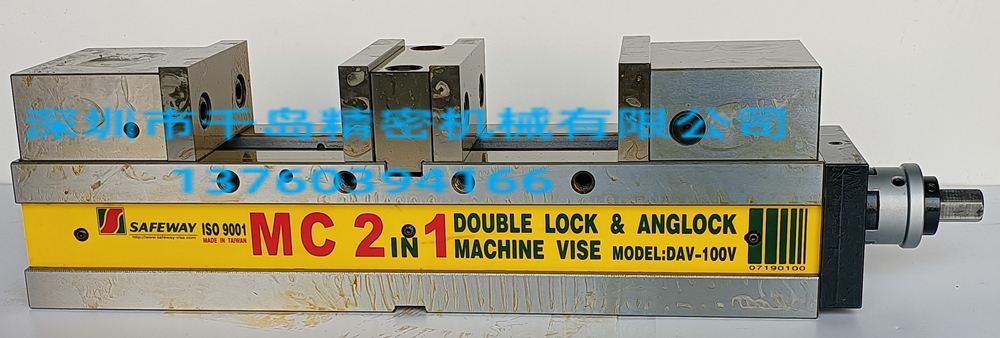 深圳市千岛精密机械有限公司
13760394166
SAFEWAY ISO 9001
http://www.safeway-vise.com MADE IN TAIWAN
MC 2 IN 1
DOUBLE LOCK & ANGLOCK
MACHINE VISE MODEL:DAV-100V
07190100